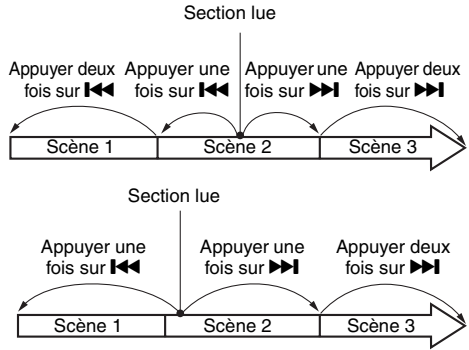 Section lue
Appuyer deux fois sur ⏮
Appuyer une fois sur ⏮
Appuyer une fois sur ⏭
Appuyer deux fois sur ⏭
Scène 1
Scène 2
Scène 3
Section lue
Appuyer une fois sur ⏮
Appuyer une fois sur ⏭
Appuyer deux fois sur ⏭
Scène 1
Scène 2
Scène 3